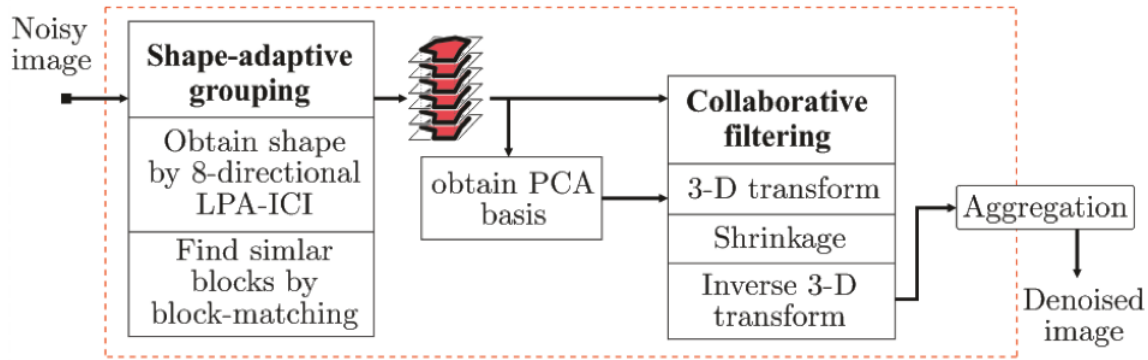 Noisy
image
Shape-adaptive
grouping
Obtain shape
by 8-directional
LPA-ICI
Find simlar
blocks by
block-matching
obtain PCA
basis
Collaborative
filtering
3-D transform
Shrinkage
Inverse 3-D
transform
Aggregation
Denoised
image